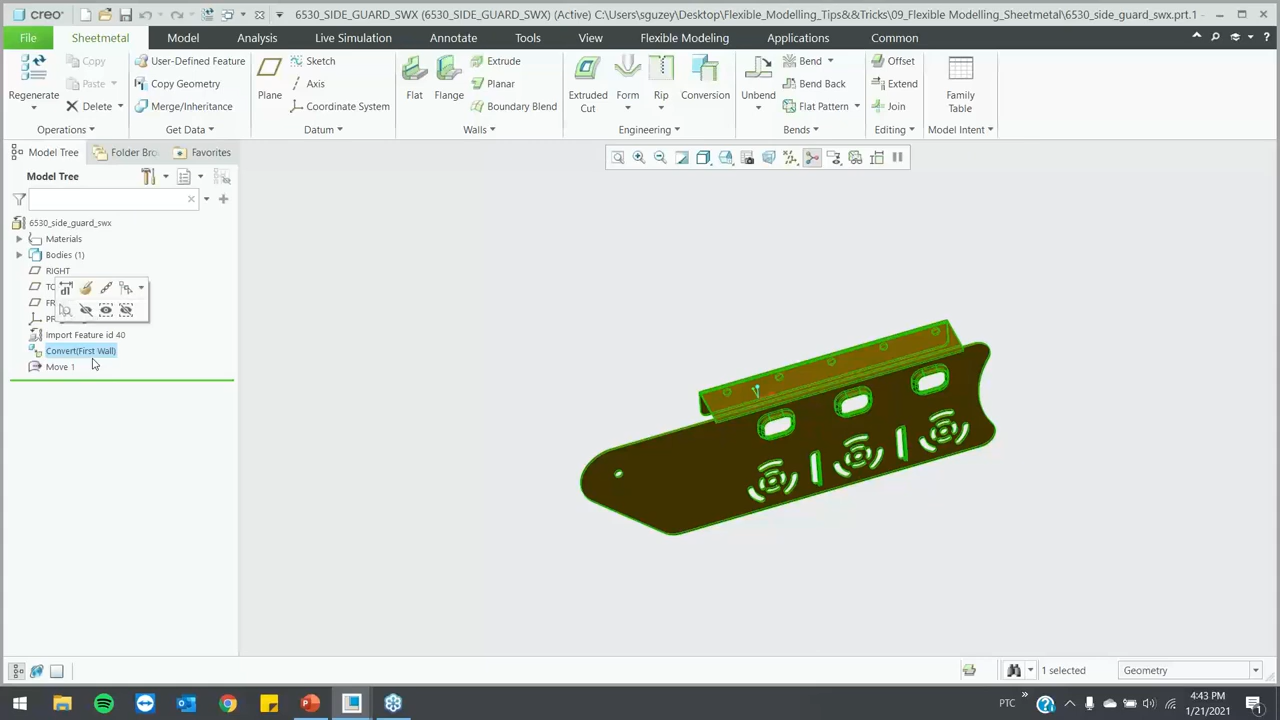 creo 6530_SIDE_GUARD_SWX (6530_SIDE_GUARD_SWX) (Active) C:\Users\sguzey\Desktop\Flexible_Modelling_Tips&&Tricks\09_Flexible Modelling_Sheetmetal\6530_side_guard_swx.prt.1
File Sheetmetal Model Analysis Live Simulation Annotate Tools View Flexible Modeling Applications Common
Copy User-Defined Feature Sketch Extrude Bend Offset
Paste Copy Geometry Axis Planar Bend Back Extend
Regenerate Plane Flat Flange Extruded Cut Form Rip Conversion Unbend Family Table
Delete Merge/Inheritance Coordinate System Boundary Blend Flat Pattern Join
Operations Get Data Datum Walls Engineering Bends Editing Model Intent
Model Tree Folder Bro Favorites
Model Tree
6530_side_guard_swx
Materials
Bodies (1)
RIGHT
TO
FR
PR
Import Feature id 40
Convert(First Wall)
Move 1
1 selected Geometry
PTC
4:43 PM
1/21/2021